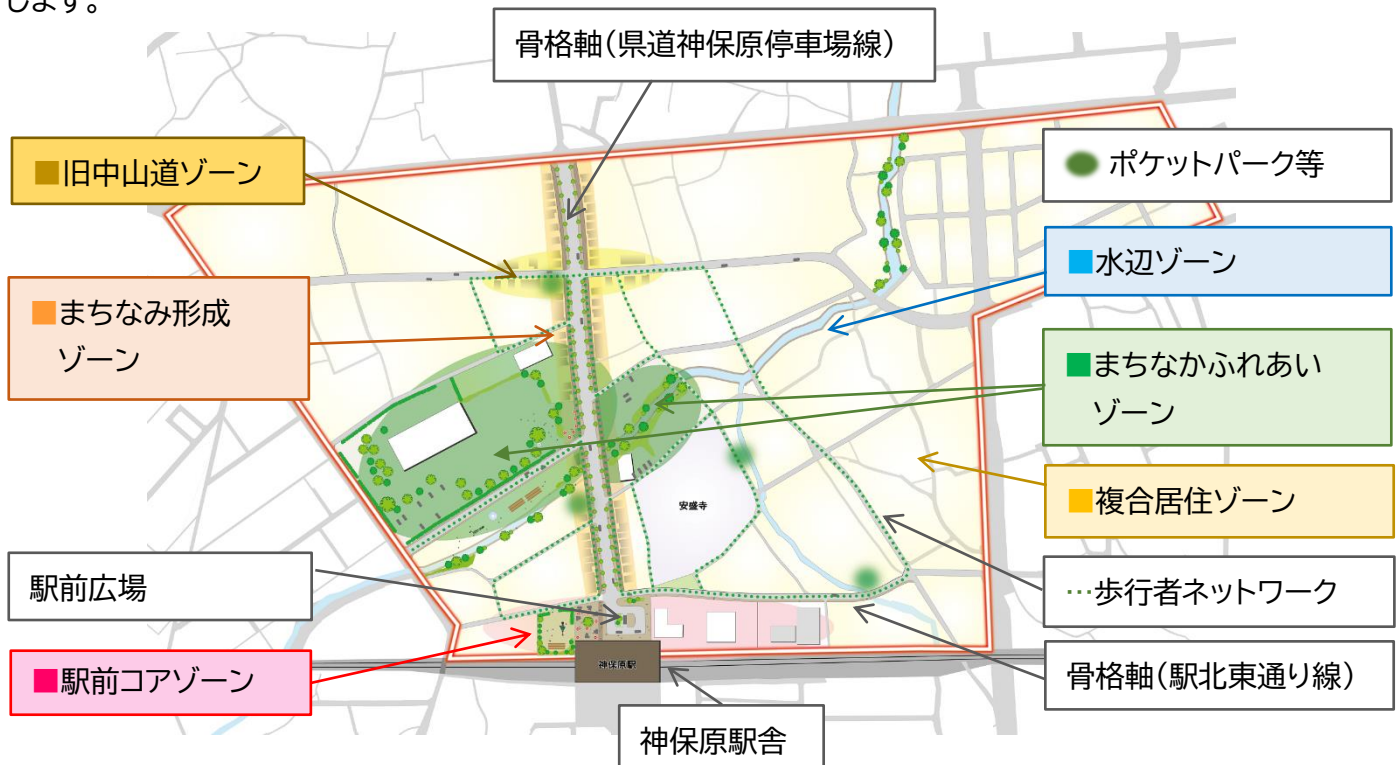 します。
骨格軸(県道神保原停車場線)
■旧中山道ゾーン
ポケットパーク等
■水辺ゾーン
■まちなみ形成
ゾーン
■まちなかふれあい
ゾーン
■複合居住ゾーン
安盛寺
駅前広場
…歩行者ネットワーク
■駅前コアゾーン
神保原駅
骨格軸(駅北東通り線)
神保原駅舎